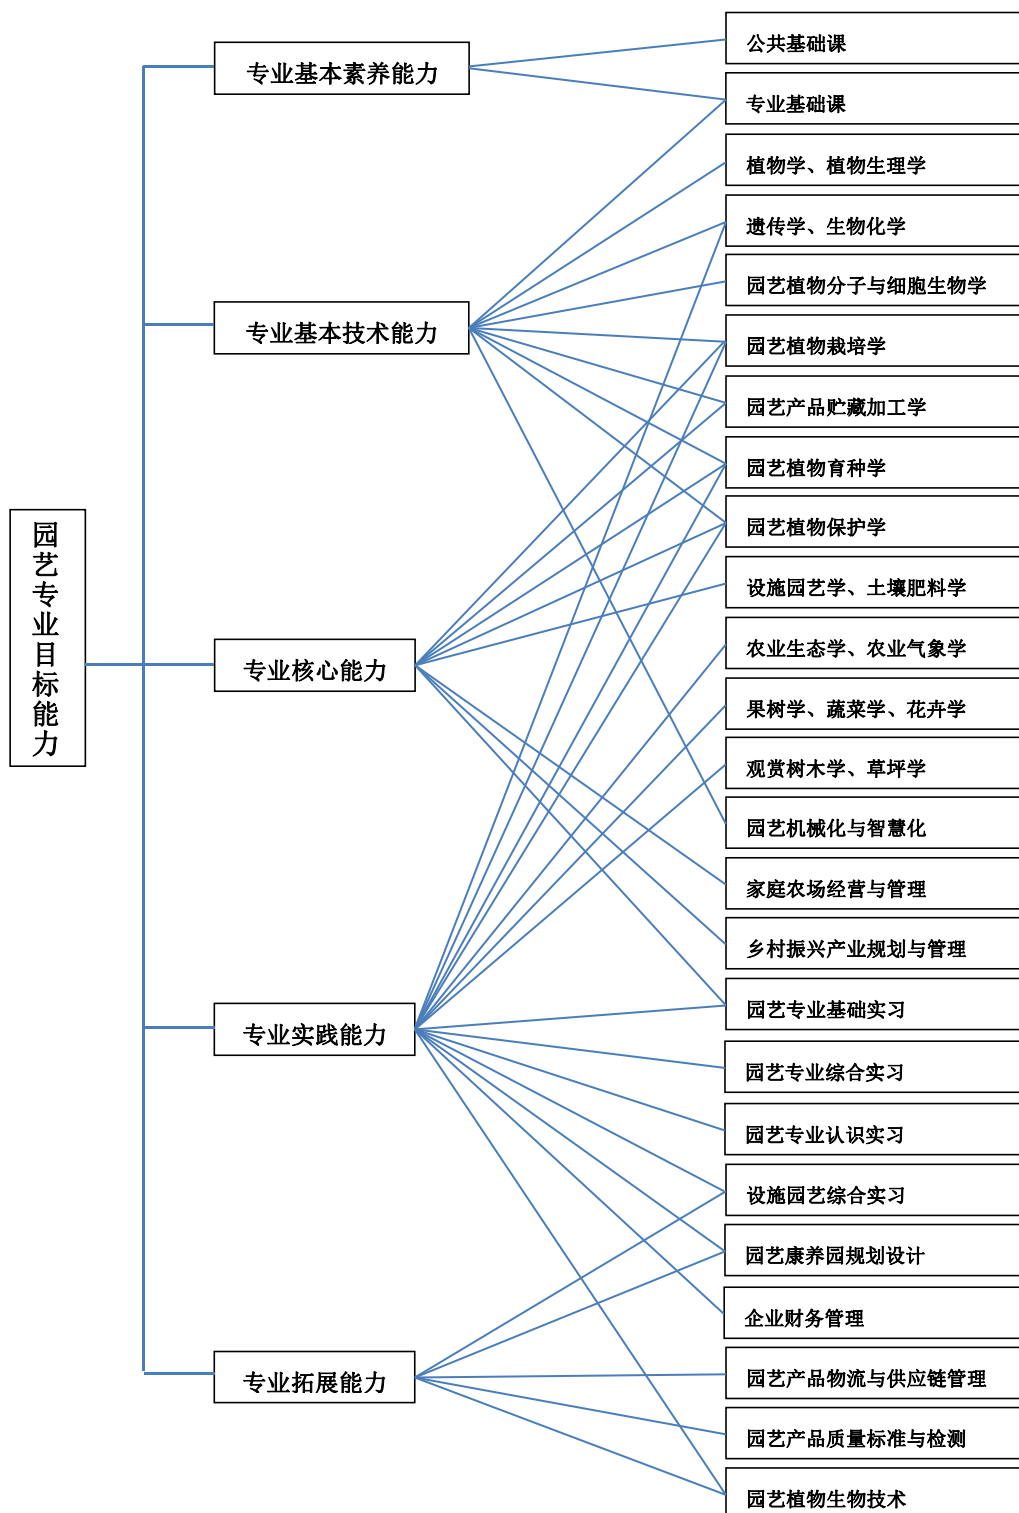 园艺专业目标能力
专业基本素养能力
专业基本技术能力
专业核心能力
专业实践能力
专业拓展能力
公共基础课
专业基础课
植物学、植物生理学
遗传学、生物化学
园艺植物分子与细胞生物学
园艺植物栽培学
园艺产品贮藏加工学
园艺植物育种学
园艺植物保护学
设施园艺学、土壤肥料学
农业生态学、农业气象学
果树学、蔬菜学、花卉学
观赏树木学、草坪学
园艺机械化与智慧化
家庭农场经营与管理
乡村振兴产业规划与管理
园艺专业基础实习
园艺专业综合实习
园艺专业认识实习
设施园艺综合实习
园艺康养园规划设计
企业财务管理
园艺产品物流与供应链管理
园艺产品质量标准与检测
园艺植物生物技术